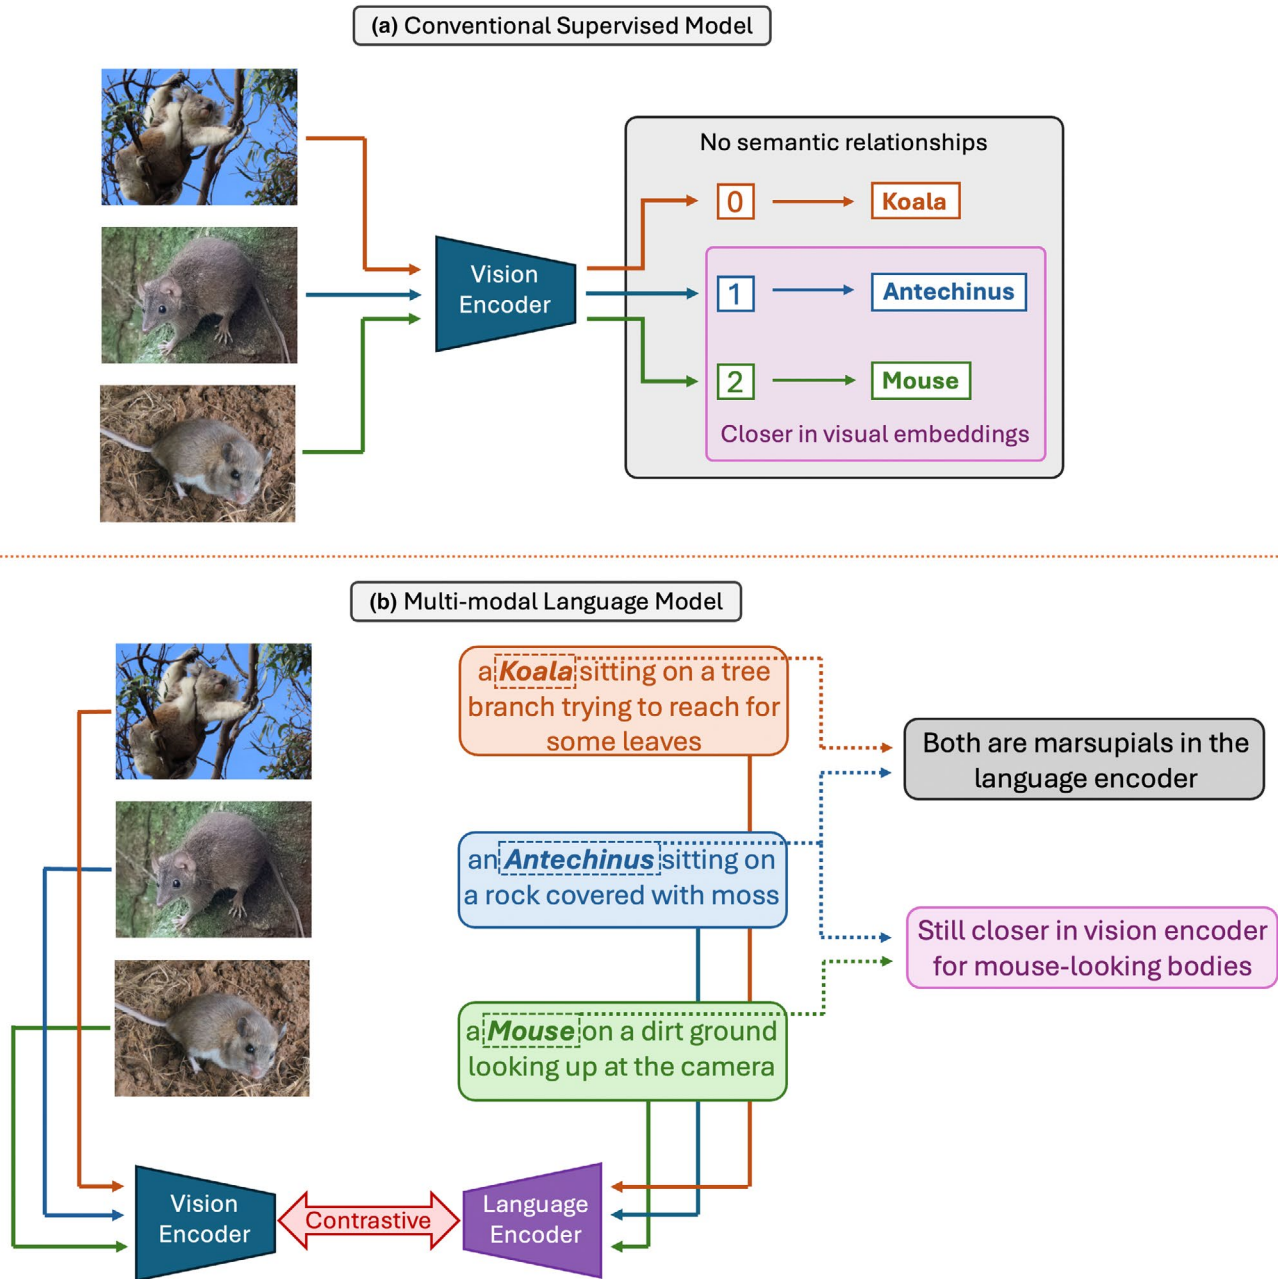 (a) Conventional Supervised Model
No semantic relationships
0
Koala
1
Antechinus
2
Mouse
Closer in visual embeddings
Vision
Encoder
(b) Multi-modal Language Model
a Koala sitting on a tree
branch trying to reach for
some leaves
Both are marsupials in the
language encoder
an Antechinus sitting on
a rock covered with moss
Still closer in vision encoder
for mouse-looking bodies
a Mouse on a dirt ground
looking up at the camera
Vision
Encoder
Contrastive
Language
Encoder